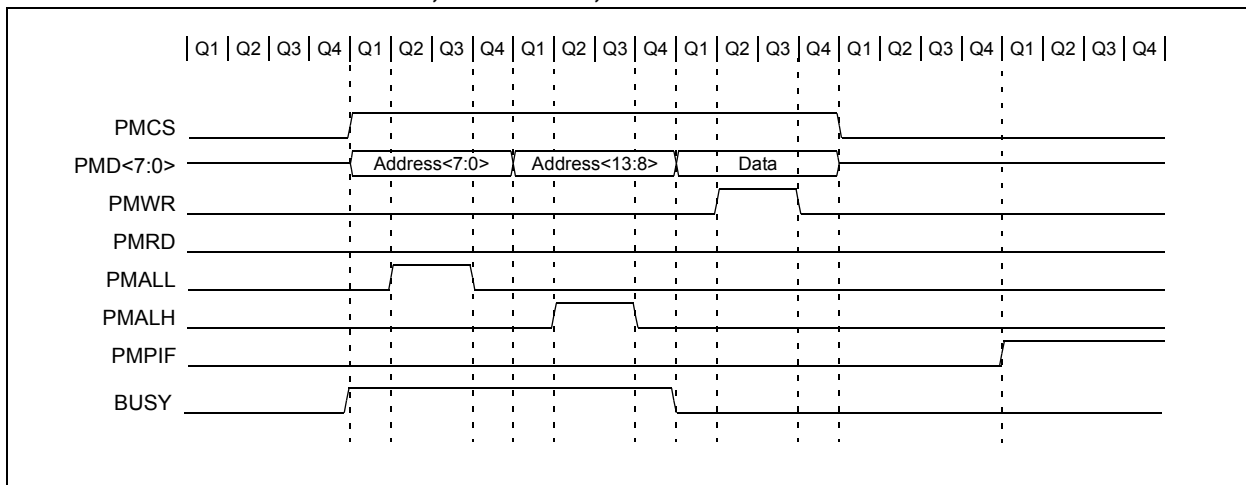 Q1 Q2 Q3 Q4 Q1 Q2 Q3 Q4 Q1 Q2 Q3 Q4 Q1 Q2 Q3 Q4 Q1 Q2 Q3 Q4 Q1 Q2 Q3 Q4
PMCS
PMD<7:0> Address<7:0> Address<13:8> Data
PMWR
PMRD
PMALL
PMALH
PMPIF
BUSY